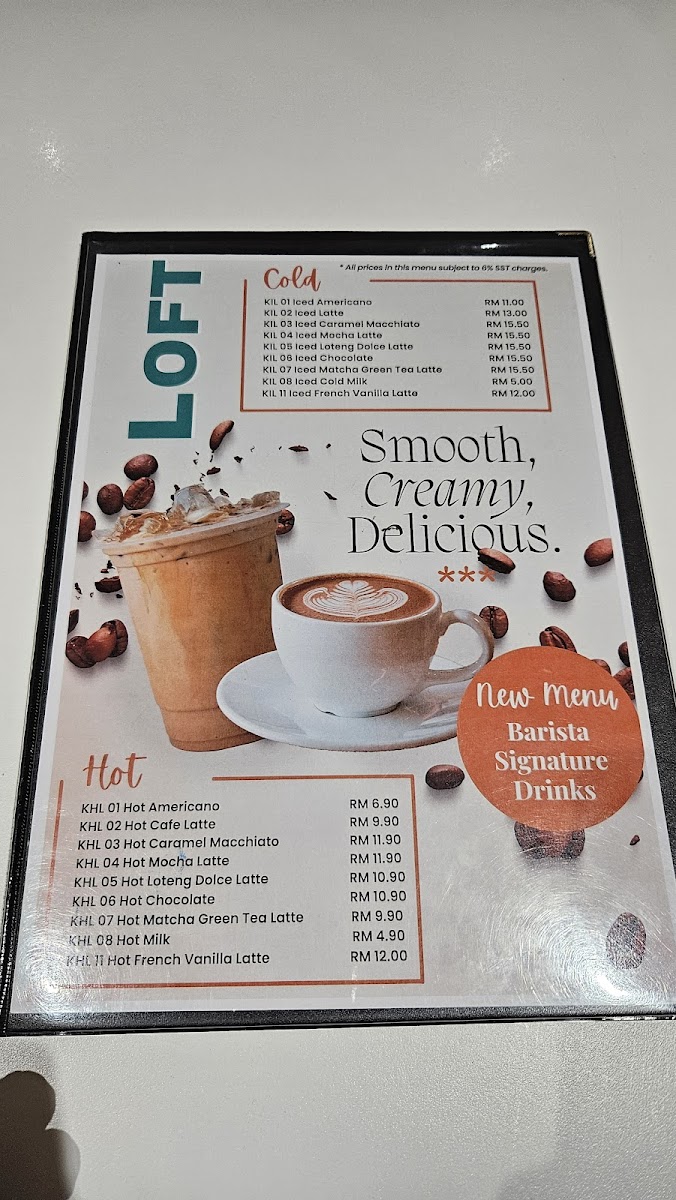 LOFT
Cold
* All prices in this menu subject to 6% SST charges.
KIL 01 Iced Americano RM 11.00
KIL 02 Iced Latte RM 13.00
KIL 03 Iced Caramel Macchiato RM 15.50
KIL 04 Iced Mocha Latte RM 15.50
KIL 05 Iced Loteng Dolce Latte RM 15.50
KIL 06 Iced Chocolate RM 15.50
KIL 07 Iced Matcha Green Tea Latte RM 15.50
KIL 08 Iced Cold Milk RM 5.00
KIL 11 Iced French Vanilla Latte RM 12.00
Smooth,
Creamy,
Delicious.
***
New Menu
Barista
Signature
Drinks
Hot
KHL 01 Hot Americano RM 6.90
KHL 02 Hot Cafe Latte RM 9.90
KHL 03 Hot Caramel Macchiato RM 11.90
KHL 04 Hot Mocha Latte RM 11.90
KHL 05 Hot Loteng Dolce Latte RM 10.90
KHL 06 Hot Chocolate RM 10.90
KHL 07 Hot Matcha Green Tea Latte RM 9.90
KHL 08 Hot Milk RM 4.90
KHL 11 Hot French Vanilla Latte RM 12.00